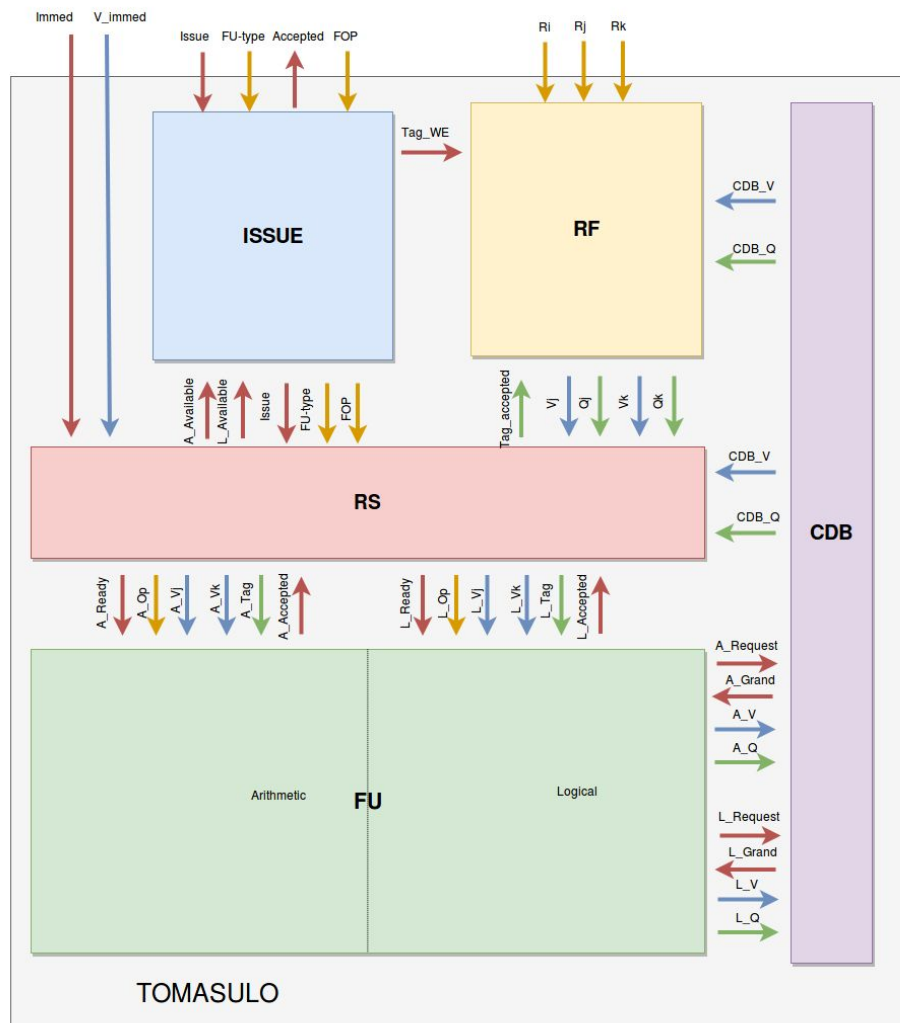 Immed
V_immed
Issue
FU-type
Accepted
FOP
Ri
Rj
Rk
Tag_WE
ISSUE
RF
CDB_V
CDB_Q
A_Available
L_Available
Issue
FU-type
FOP
Tag_accepted
Vj
Qj
Vk
Qk
RS
CDB_V
CDB_Q
CDB
A_Ready
A_Op
A_Vj
A_Vk
A_Tag
A_Accepted
L_Ready
L_Op
L_Vj
L_Vk
L_Tag
L_Accepted
A_Request
A_Grand
A_V
A_Q
Arithmetic
FU
Logical
L_Request
L_Grand
L_V
L_Q
TOMASULO